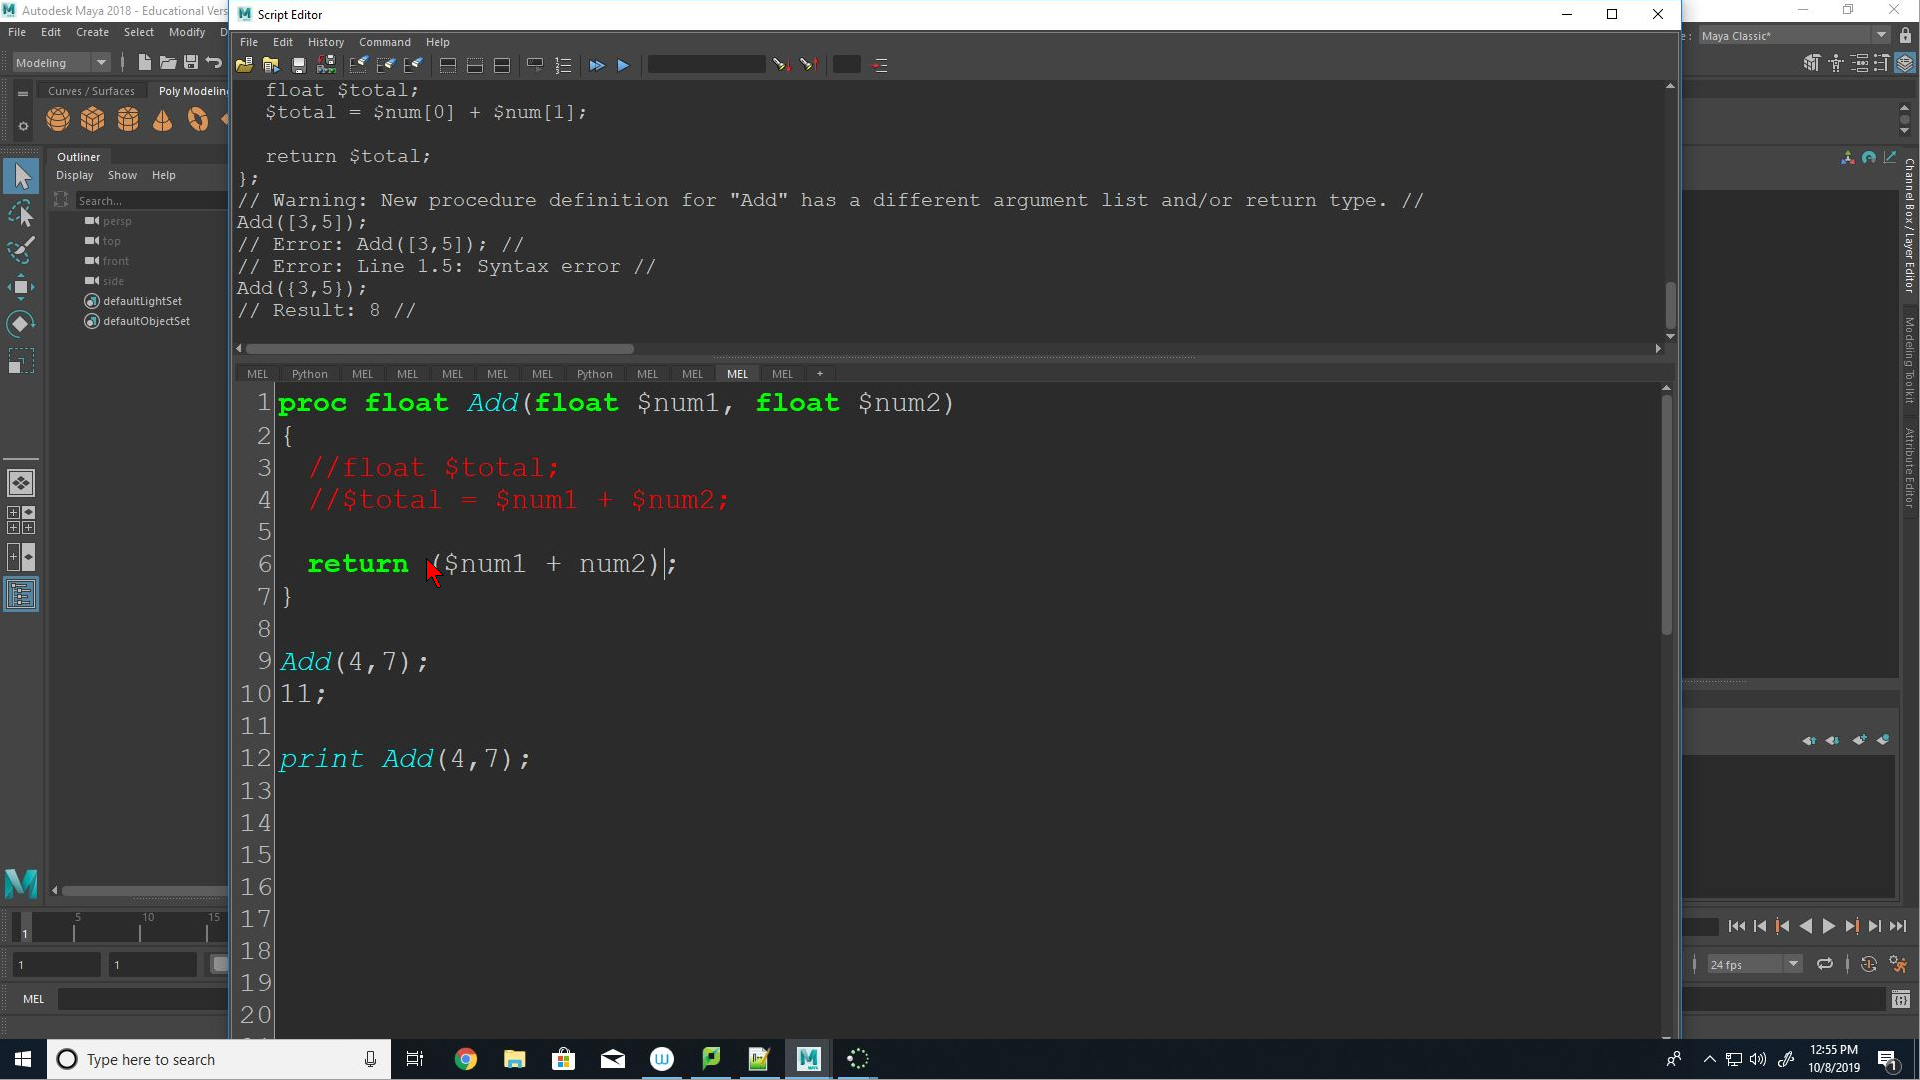 Autodesk Maya 2018 - Educational Vers
Script Editor
File Edit Create Select Modify D
File Edit History Command Help
Maya Classic*
Modeling
Curves / Surfaces Poly Modeling
Outliner
Display Show Help
Search...
persp
top
front
side
defaultLightSet
defaultObjectSet
float $total;
$total = $num[0] + $num[1];
return $total;
};
// Warning: New procedure definition for "Add" has a different argument list and/or return type. //
Add([3,5]);
// Error: Add([3,5]); //
// Error: Line 1.5: Syntax error //
Add({3,5});
// Result: 8 //
MEL Python MEL MEL MEL MEL MEL Python MEL MEL MEL MEL +
1 proc float Add(float $num1, float $num2)
2 {
3 //float $total;
4 //$total = $num1 + $num2;
5
6 return ($num1 + num2);
7 }
8
9 Add(4,7);
10 11;
11
12 print Add(4,7);
13
14
15
16
17
18
19
20
Channel Box / Layer Editor
Modeling Toolkit
Attribute Editor
1 5 10 15
1 1
24 fps
MEL
Type here to search
12:55 PM
10/8/2019
1